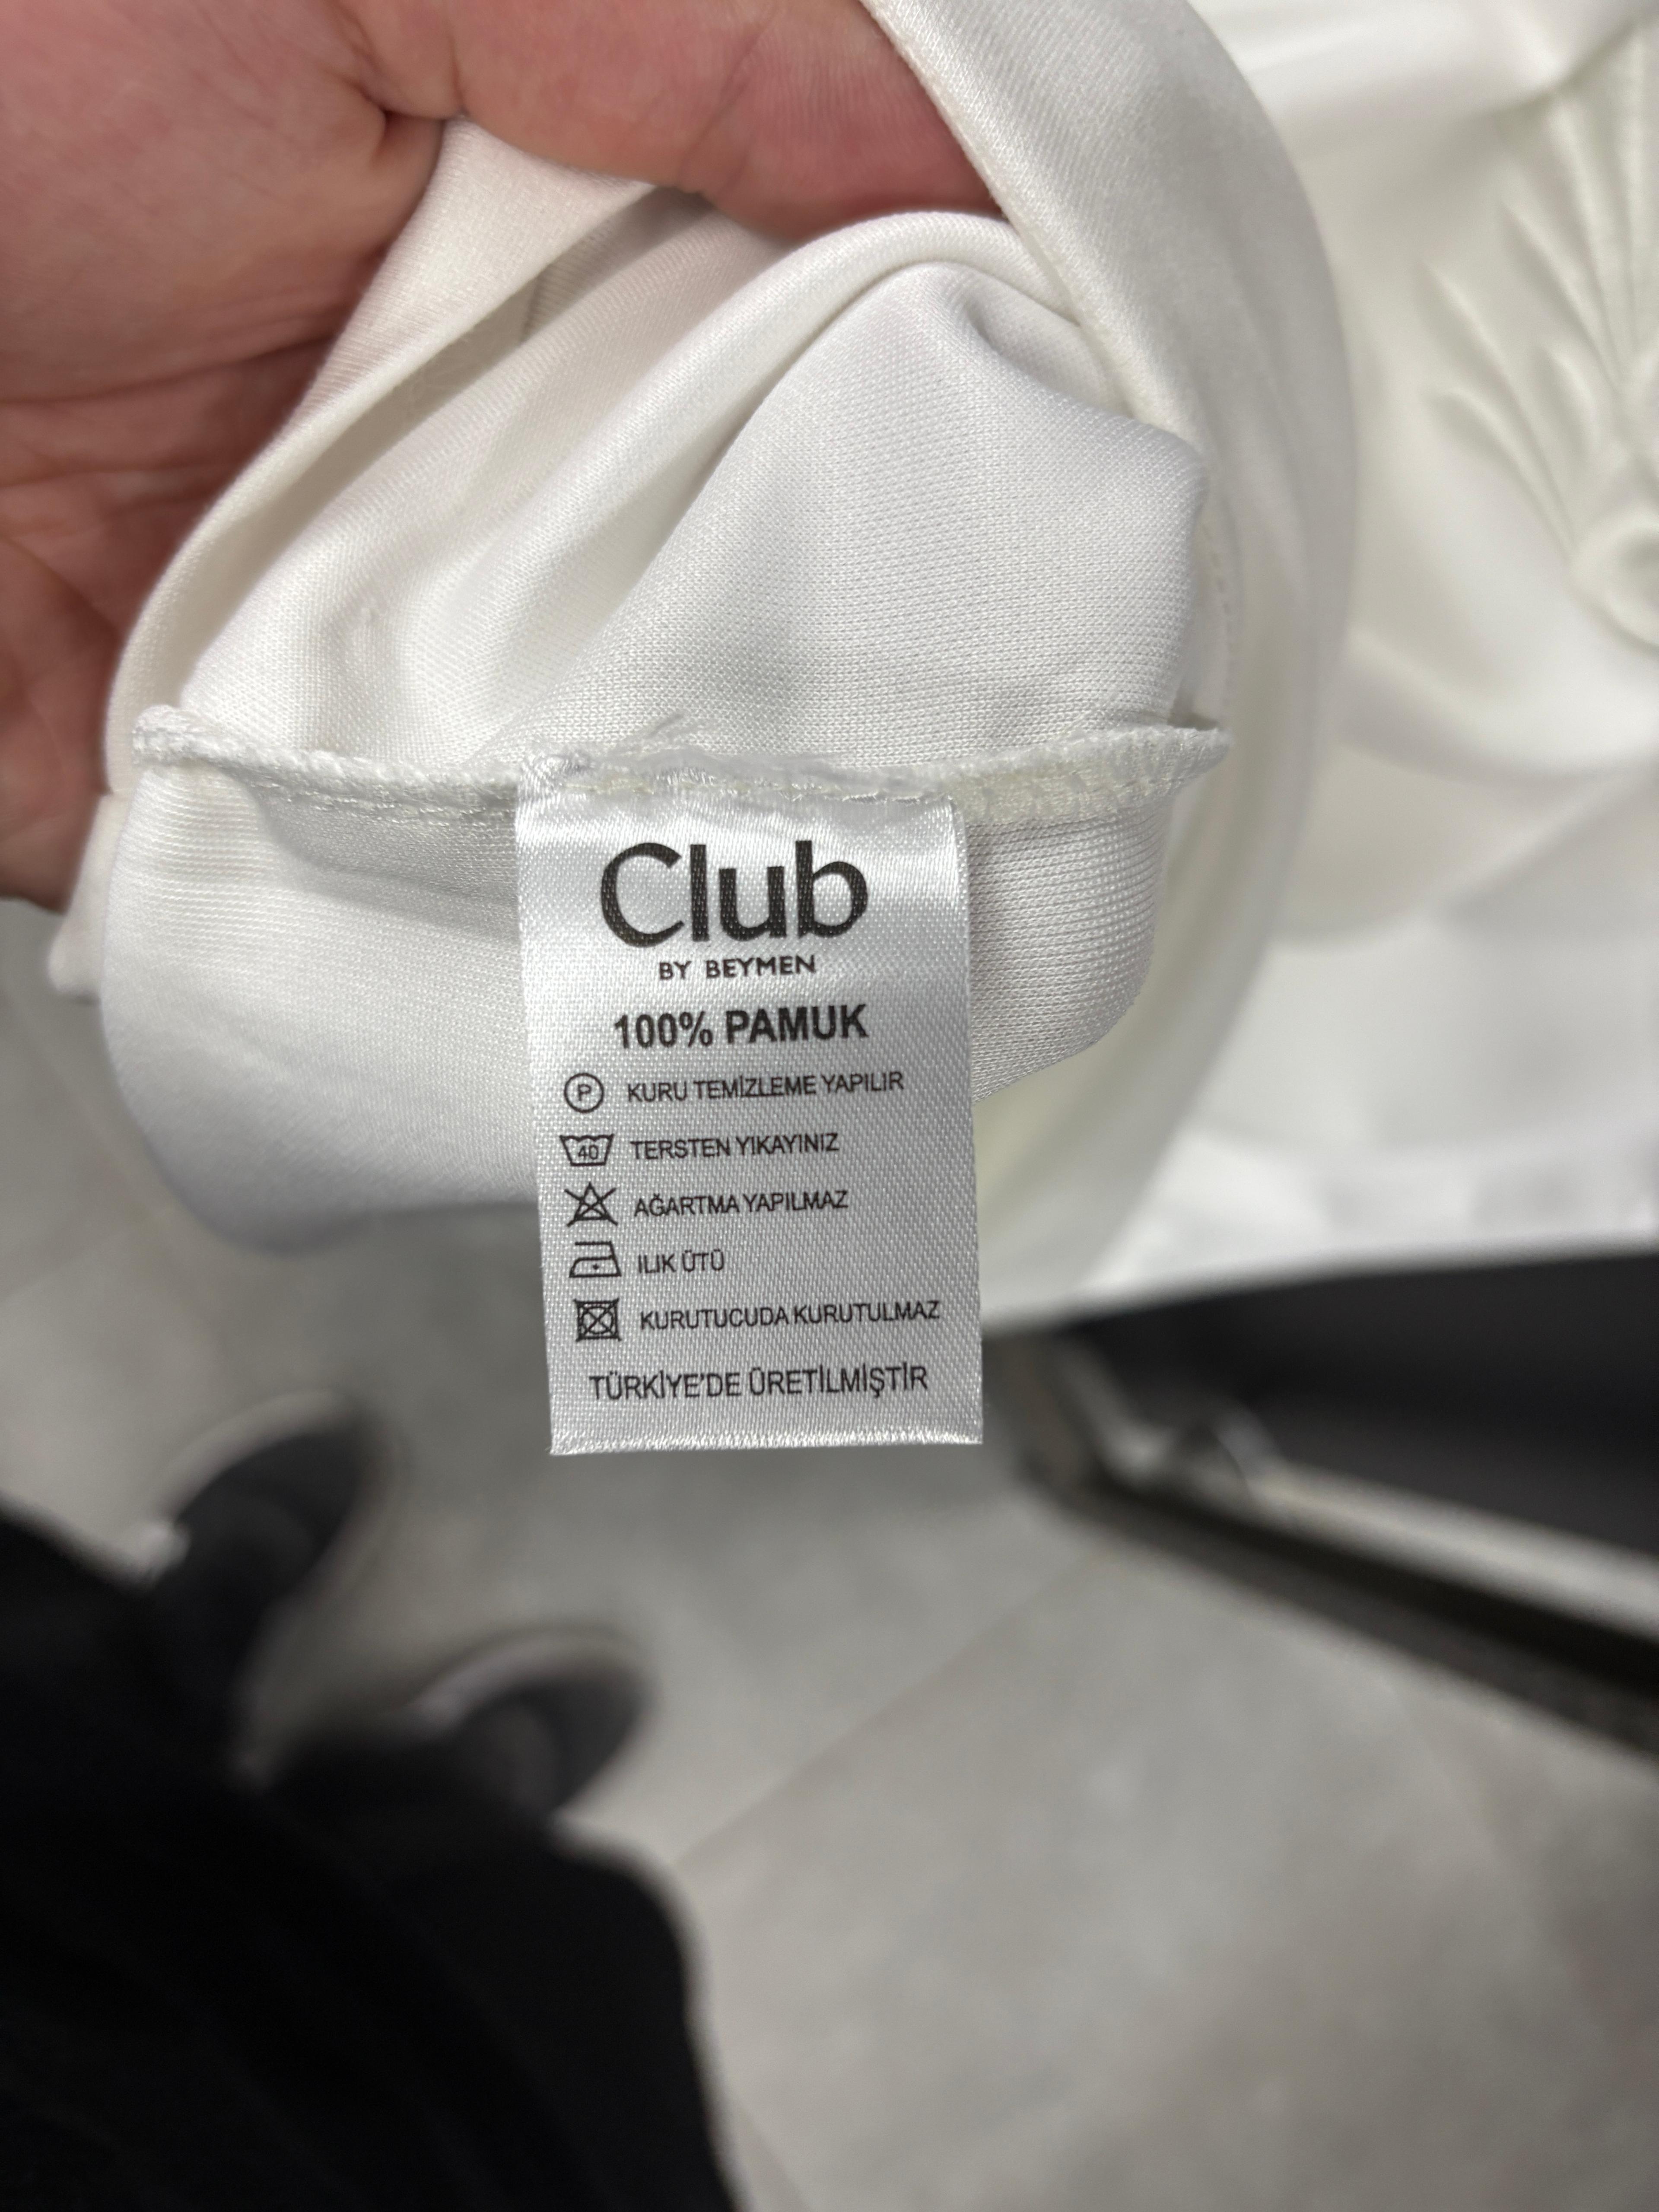 Club
BY BEYMEN
100% PAMUK
P KURU TEMİZLEME YAPILIR
40 TERSTEN YIKAYINIZ
AĞARTMA YAPILMAZ
ILIK ÜTÜ
KURUTUCUDA KURUTULMAZ
TÜRKİYE'DE ÜRETİLMİŞTİR